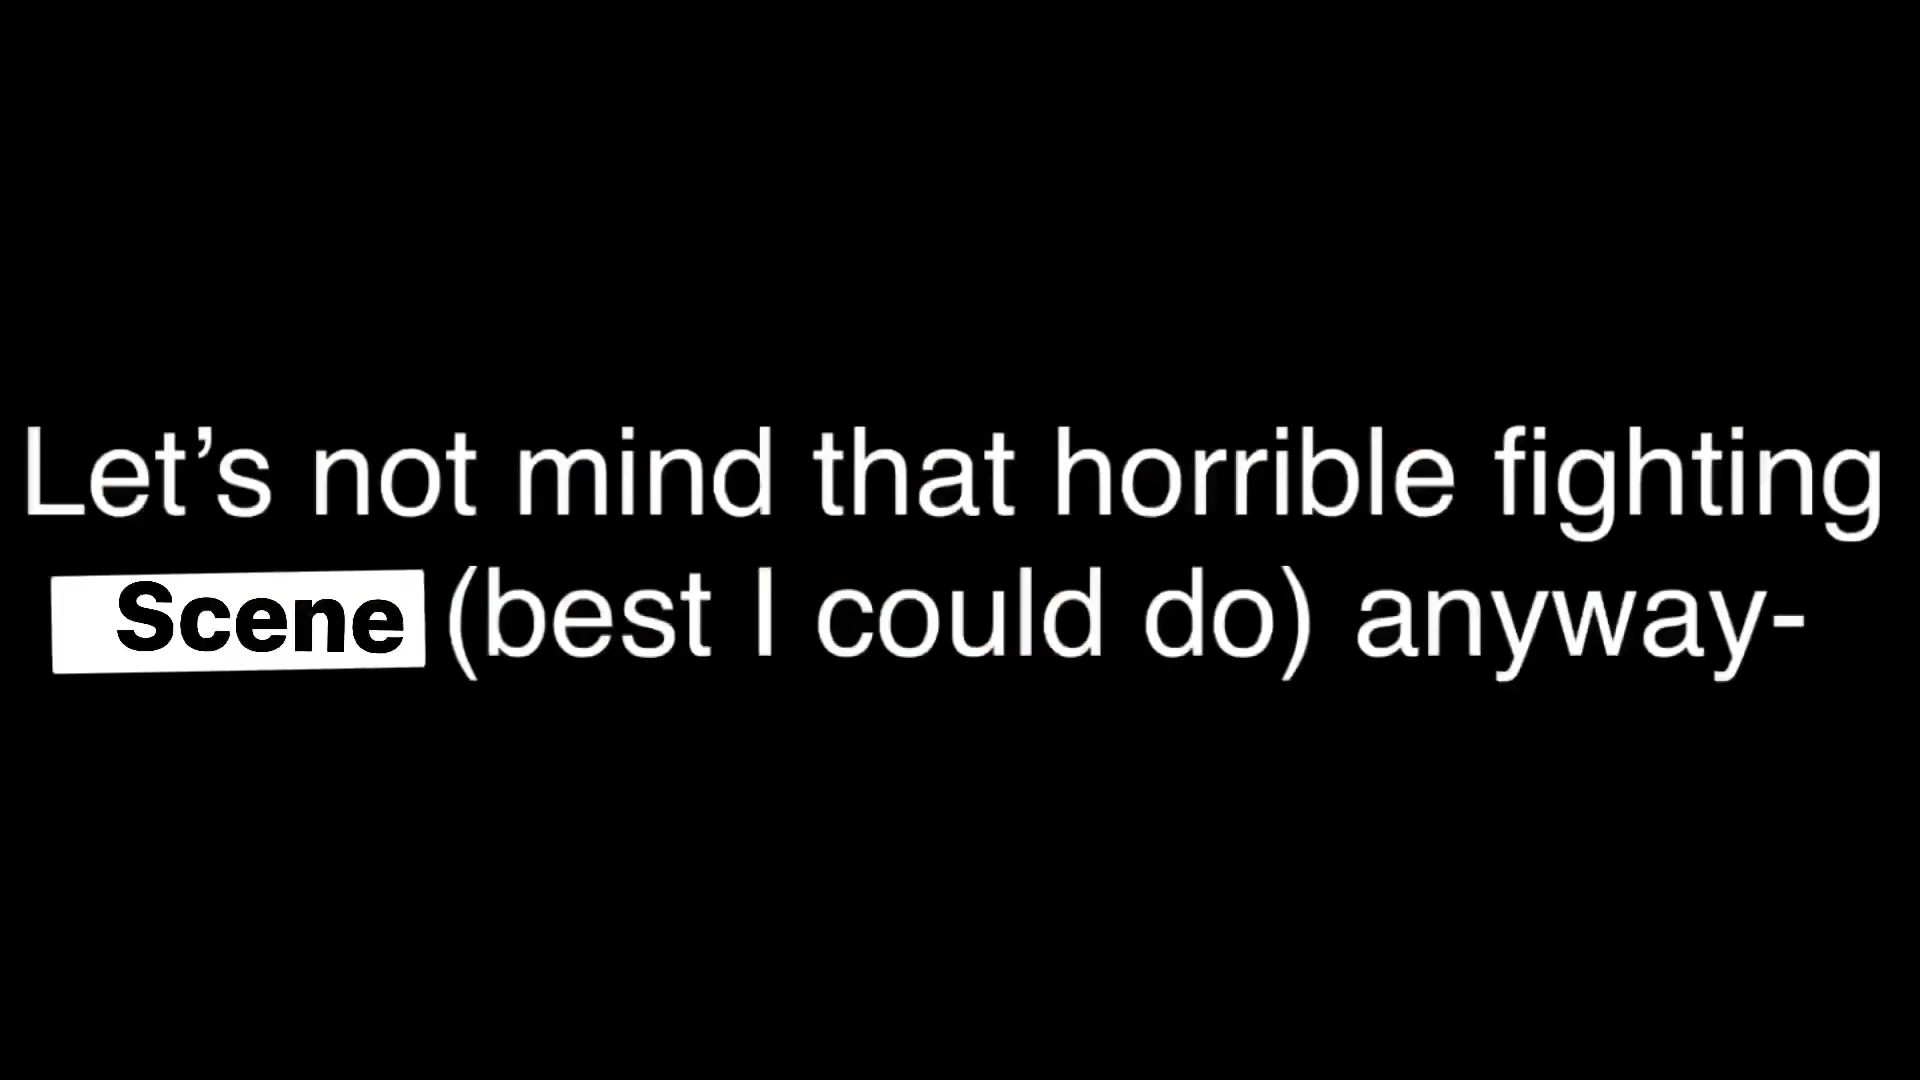 Let’s not mind that horrible fighting
Scene (best I could do) anyway-